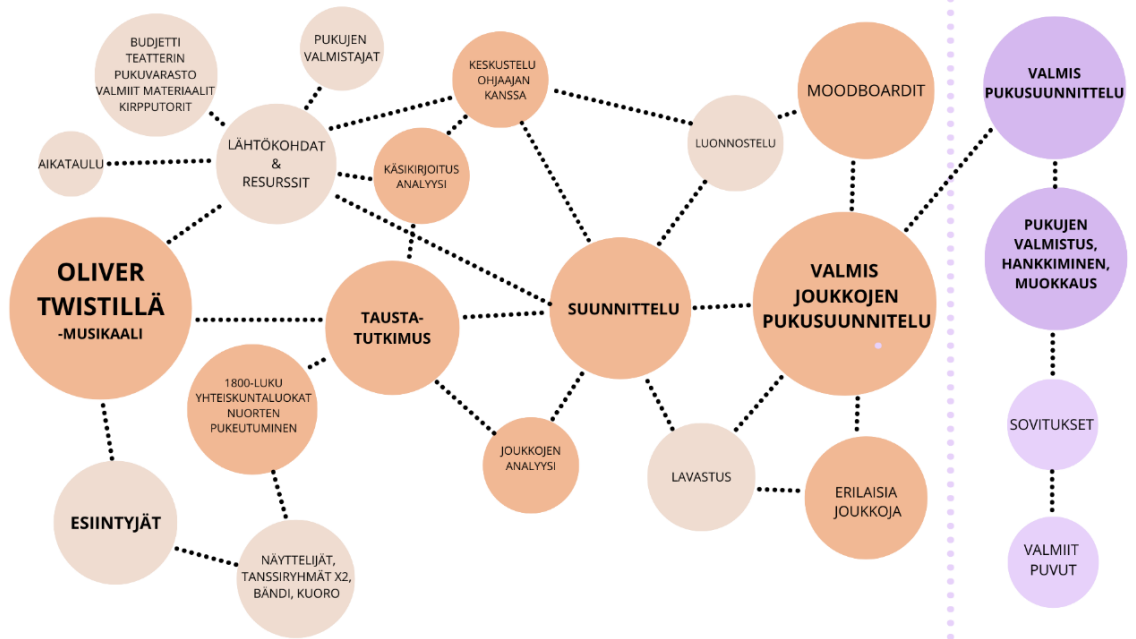 BUDJETTI
TEATTERIN
PUKUVARASTO
VALMIIT MATERIAALIT
KIRPPUTORIT
PUKUJEN
VALMISTAJAT
KESKUSTELU
OHJAAJAN
KANSSA
MOODBOARDIT
VALMIS
PUKUSUUNNITTELU
AIKATAULU
LÄHTÖKOHDAT
&
RESURSSIT
KÄSIKIRJOITUS
ANALYYSI
LUONNOSTELU
OLIVER
TWISTILLÄ
-MUSIKAALI
TAUSTA-
TUTKIMUS
SUUNNITTELU
VALMIS
JOUKKOJEN
PUKUSUUNNITELU
PUKUJEN
VALMISTUS,
HANKKIMINEN,
MUOKKAUS
1800-LUKU
YHTEISKUNTALUOKAT
NUORTEN
PUKEUTUMINEN
JOUKKOJEN
ANALYYSI
LAVASTUS
ERILAISIA
JOUKKOJA
SOVITUKSET
ESIINTYJÄT
NÄYTTELIJÄT,
TANSSIRYHMÄT X2,
BÄNDI, KUORO
VALMIIT
PUVUT